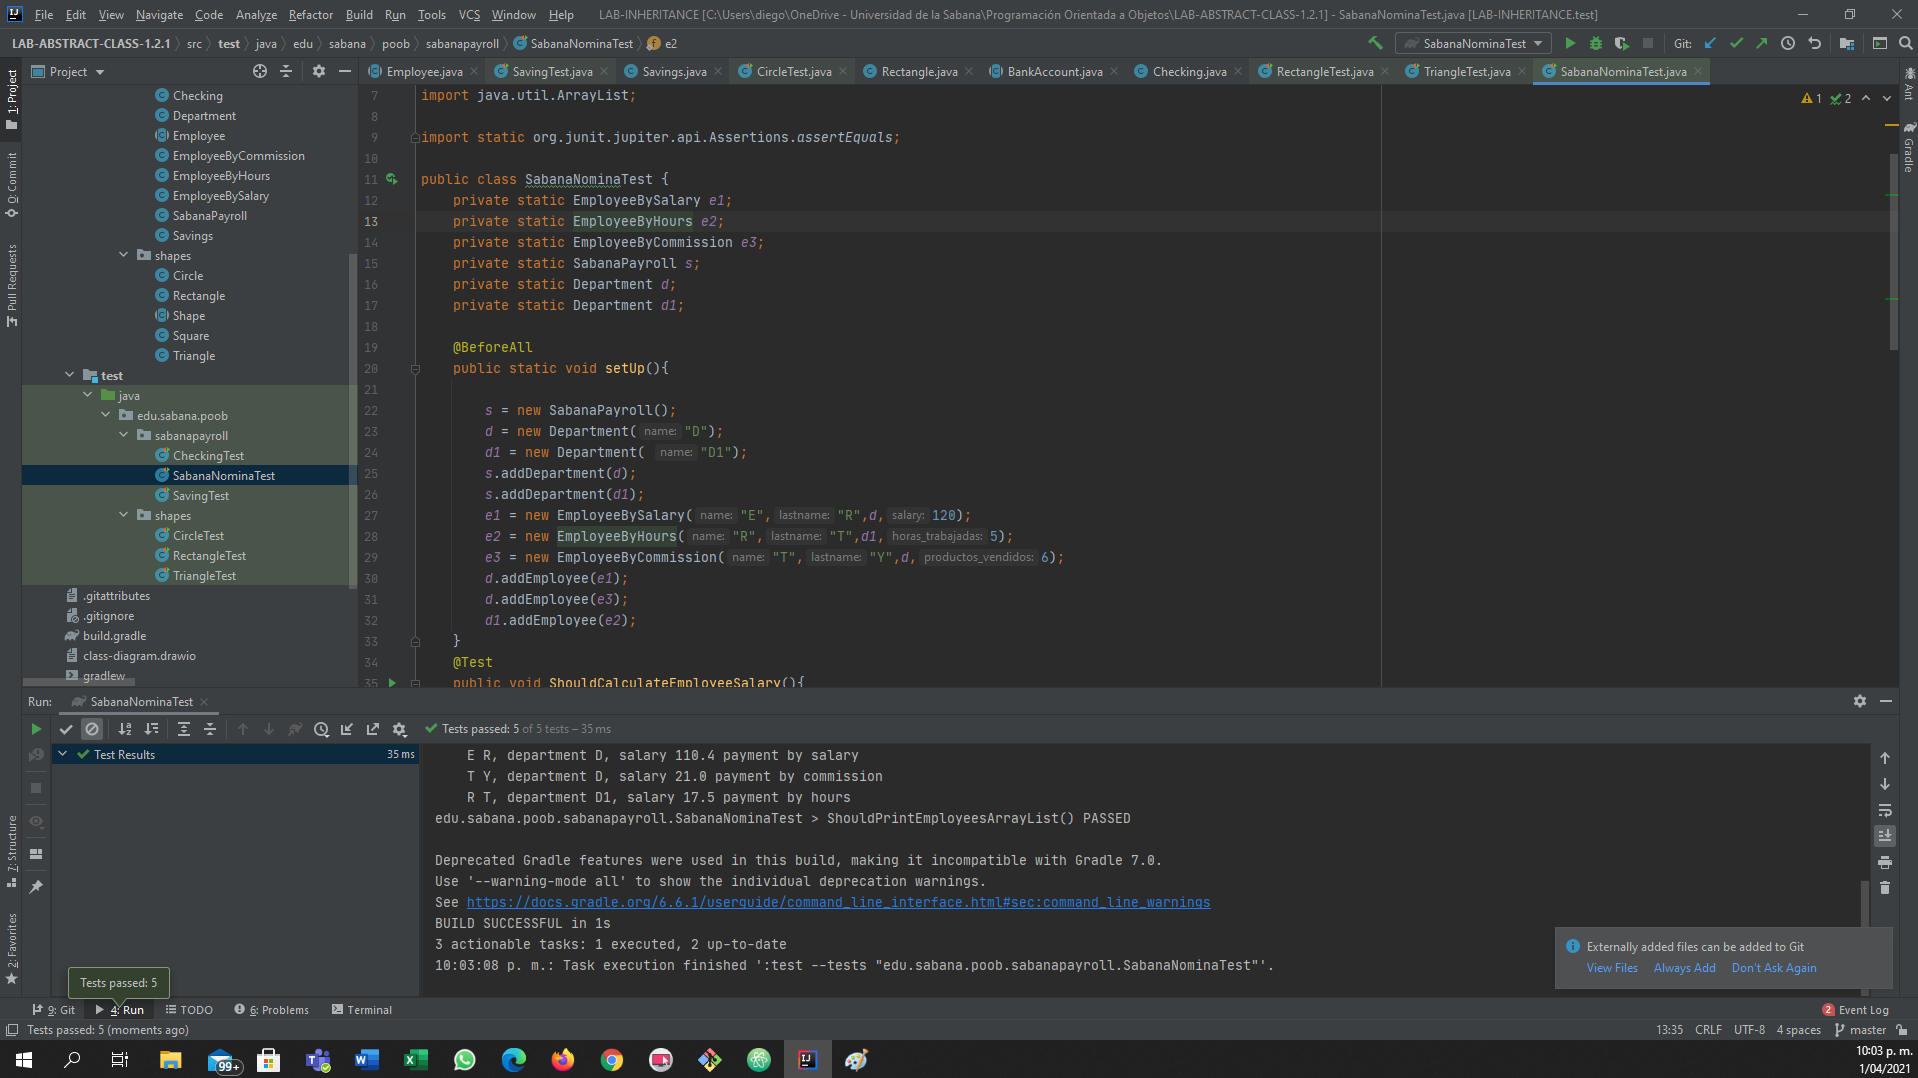 File Edit View Navigate Code Analyze Refactor Build Run Tools VCS Window Help LAB-INHERITANCE [C:\Users\diego\OneDrive - Universidad de la Sabana\Programación Orientada a Objetos\LAB-ABSTRACT-CLASS-1.2.1] - SabanaNominaTest.java [LAB-INHERITANCE.test]
LAB-ABSTRACT-CLASS-1.2.1 src test java edu sabana poob sabanapayroll SabanaNominaTest e2 SabanaNominaTest Git:
Project Employee.java SavingTest.java Savings.java CircleTest.java Rectangle.java BankAccount.java Checking.java RectangleTest.java TriangleTest.java SabanaNominaTest.java
1: Project
0: Commit
Pull Requests
7: Structure
2: Favorites
Ant
Gradle
Checking
Department
Employee
EmployeeByCommission
EmployeeByHours
EmployeeBySalary
SabanaPayroll
Savings
shapes
Circle
Rectangle
Shape
Square
Triangle
test
java
edu.sabana.poob
sabanapayroll
CheckingTest
SabanaNominaTest
SavingTest
shapes
CircleTest
RectangleTest
TriangleTest
.gitattributes
.gitignore
build.gradle
class-diagram.drawio
gradlew
1 2
7 import java.util.ArrayList;
8
9 import static org.junit.jupiter.api.Assertions.assertEquals;
10
11 public class SabanaNominaTest {
12 private static EmployeeBySalary e1;
13 private static EmployeeByHours e2;
14 private static EmployeeByCommission e3;
15 private static SabanaPayroll s;
16 private static Department d;
17 private static Department d1;
18
19 @BeforeAll
20 public static void setUp(){
21
22 s = new SabanaPayroll();
23 d = new Department( name: "D");
24 d1 = new Department( name: "D1");
25 s.addDepartment(d);
26 s.addDepartment(d1);
27 e1 = new EmployeeBySalary( name: "E", lastname: "R",d, salary: 120);
28 e2 = new EmployeeByHours( name: "R", lastname: "T",d1, horas_trabajadas: 5);
29 e3 = new EmployeeByCommission( name: "T", lastname: "Y",d, productos_vendidos: 6);
30 d.addEmployee(e1);
31 d.addEmployee(e3);
32 d1.addEmployee(e2);
33 }
34 @Test
35 public void ShouldCalculateEmployeeSalary(){
Run: SabanaNominaTest
Tests passed: 5 of 5 tests – 35 ms
Test Results 35 ms
E R, department D, salary 110.4 payment by salary
T Y, department D, salary 21.0 payment by commission
R T, department D1, salary 17.5 payment by hours
edu.sabana.poob.sabanapayroll.SabanaNominaTest > ShouldPrintEmployeesArrayList() PASSED
Deprecated Gradle features were used in this build, making it incompatible with Gradle 7.0.
Use '--warning-mode all' to show the individual deprecation warnings.
See https://docs.gradle.org/6.6.1/userguide/command_line_interface.html#sec:command_line_warnings
BUILD SUCCESSFUL in 1s
3 actionable tasks: 1 executed, 2 up-to-date
10:03:08 p. m.: Task execution finished ':test --tests "edu.sabana.poob.sabanapayroll.SabanaNominaTest"'.
Externally added files can be added to Git
View Files Always Add Don't Ask Again
Tests passed: 5
9: Git 4: Run TODO 6: Problems Terminal 2 Event Log
Tests passed: 5 (moments ago) 13:35 CRLF UTF-8 4 spaces master
99+
10:03 p. m.
1/04/2021